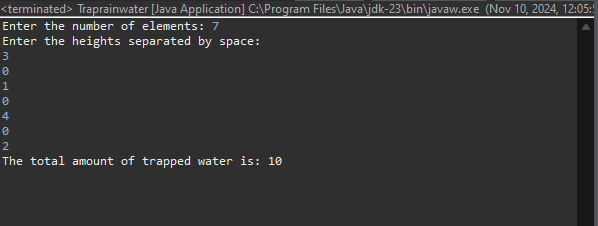 <terminated> Traprainwater [Java Application] C:\Program Files\Java\jdk-23\bin\javaw.exe (Nov 10, 2024, 12:05:5
Enter the number of elements: 7
Enter the heights separated by space:
3
0
1
0
4
0
2
The total amount of trapped water is: 10